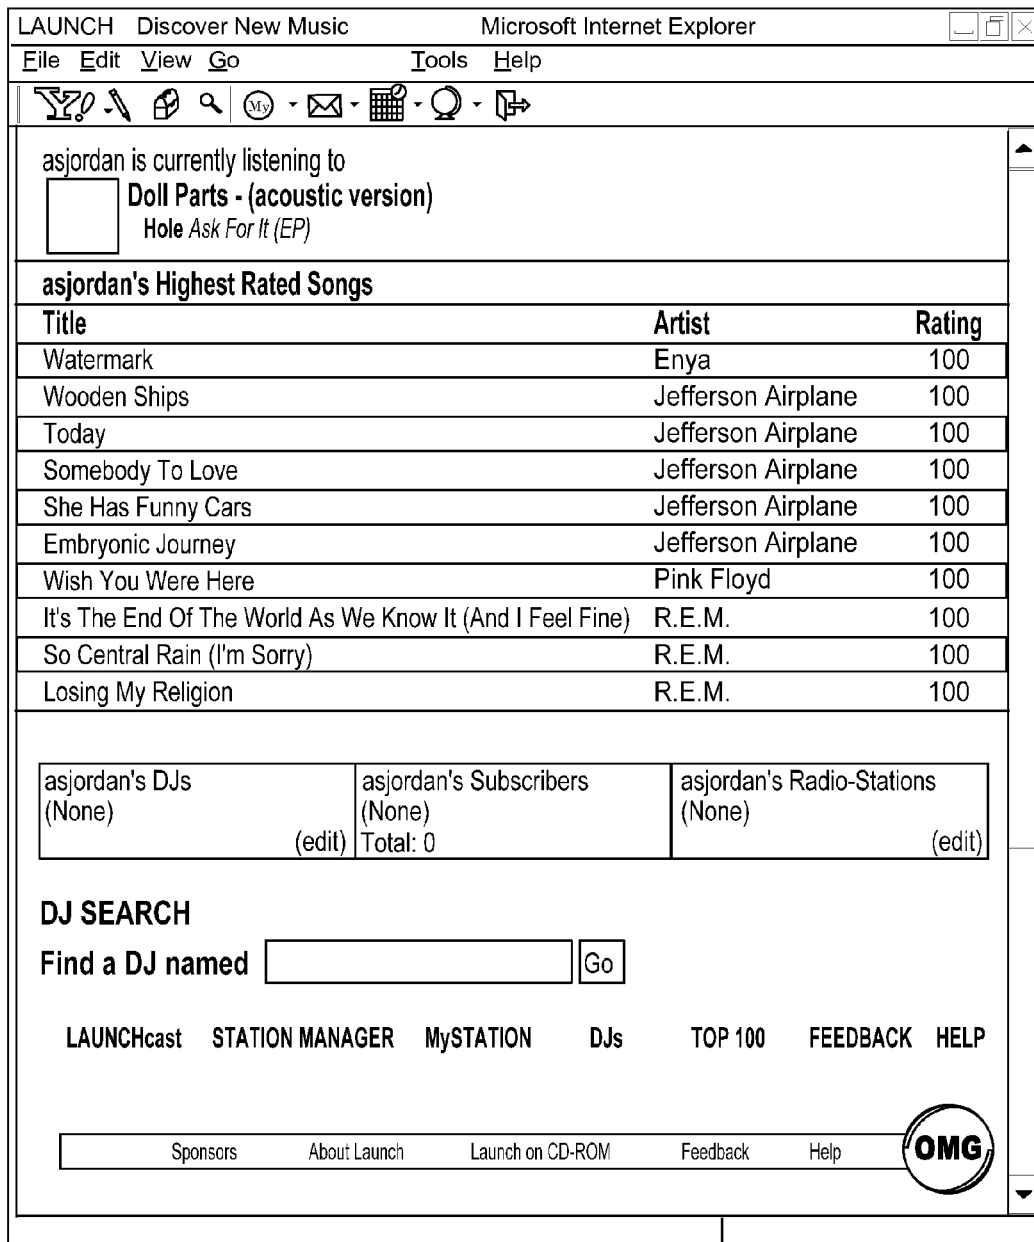 LAUNCH Discover New Music Microsoft Internet Explorer
File Edit View Go Tools Help
Y! My
asjordan is currently listening to
Doll Parts - (acoustic version)
Hole Ask For It (EP)
asjordan's Highest Rated Songs
Title Artist Rating
Watermark Enya 100
Wooden Ships Jefferson Airplane 100
Today Jefferson Airplane 100
Somebody To Love Jefferson Airplane 100
She Has Funny Cars Jefferson Airplane 100
Embryonic Journey Jefferson Airplane 100
Wish You Were Here Pink Floyd 100
It's The End Of The World As We Know It (And I Feel Fine) R.E.M. 100
So Central Rain (I'm Sorry) R.E.M. 100
Losing My Religion R.E.M. 100
asjordan's DJs asjordan's Subscribers asjordan's Radio-Stations
(None) (None) (None)
(edit) Total: 0 (edit)
DJ SEARCH
Find a DJ named Go
LAUNCHcast STATION MANAGER MySTATION DJs TOP 100 FEEDBACK HELP
Sponsors About Launch Launch on CD-ROM Feedback Help OMG